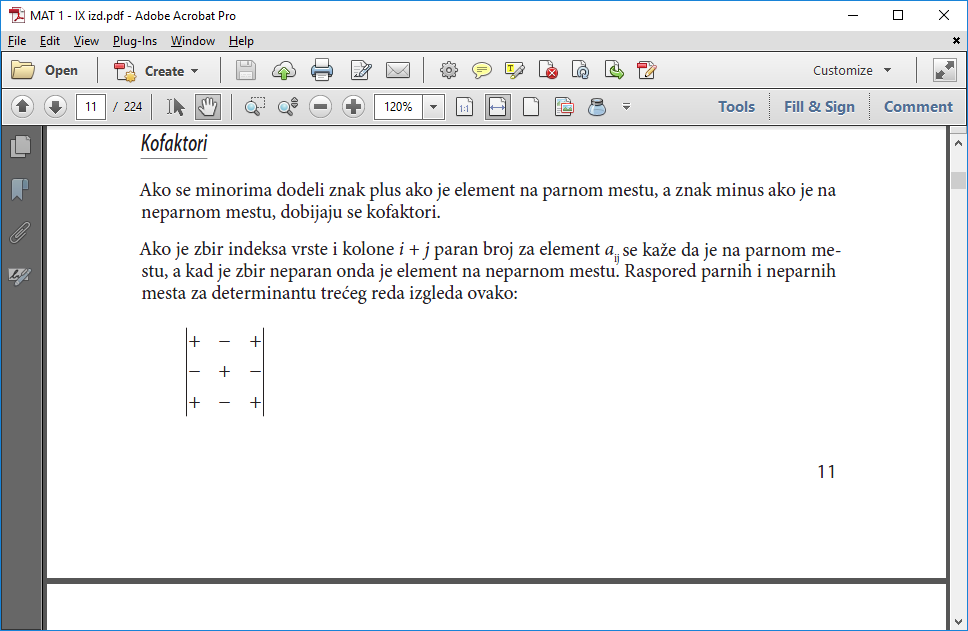 MAT 1 - IX izd.pdf - Adobe Acrobat Pro
File Edit View Plug-Ins Window Help
Open Create Customize
11 / 224 1:1 120% Tools Fill & Sign Comment
Kofaktori
Ako se minorima dodeli znak plus ako je element na parnom mestu, a znak minus ako je na
neparnom mestu, dobijaju se kofaktori.
Ako je zbir indeksa vrste i kolone i + j paran broj za element aij se kaže da je na parnom me-
stu, a kad je zbir neparan onda je element na neparnom mestu. Raspored parnih i neparnih
mesta za determinantu trećeg reda izgleda ovako:
+ − +
− + −
+ − +
11